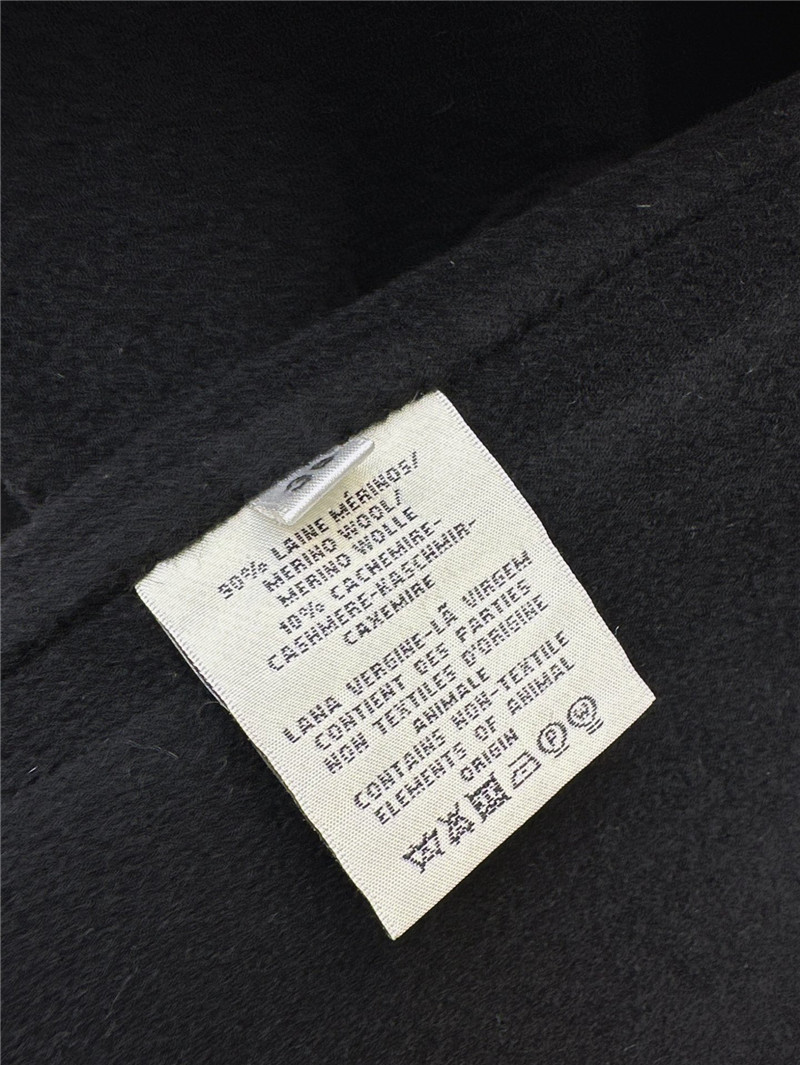 90% LAINE MÉRINOS/
MERINO WOOL/
MERINO WOLLE
10% CACHEMIRE-
CASHMERE-KASCHMIR-
CAXEMIRE
LANA VERGINE-LÃ VIRGEM
CONTIENT DES PARTIES
NON TEXTILES D'ORIGINE
ANIMALE
CONTAINS NON-TEXTILE
ELEMENTS OF ANIMAL
ORIGIN
P W